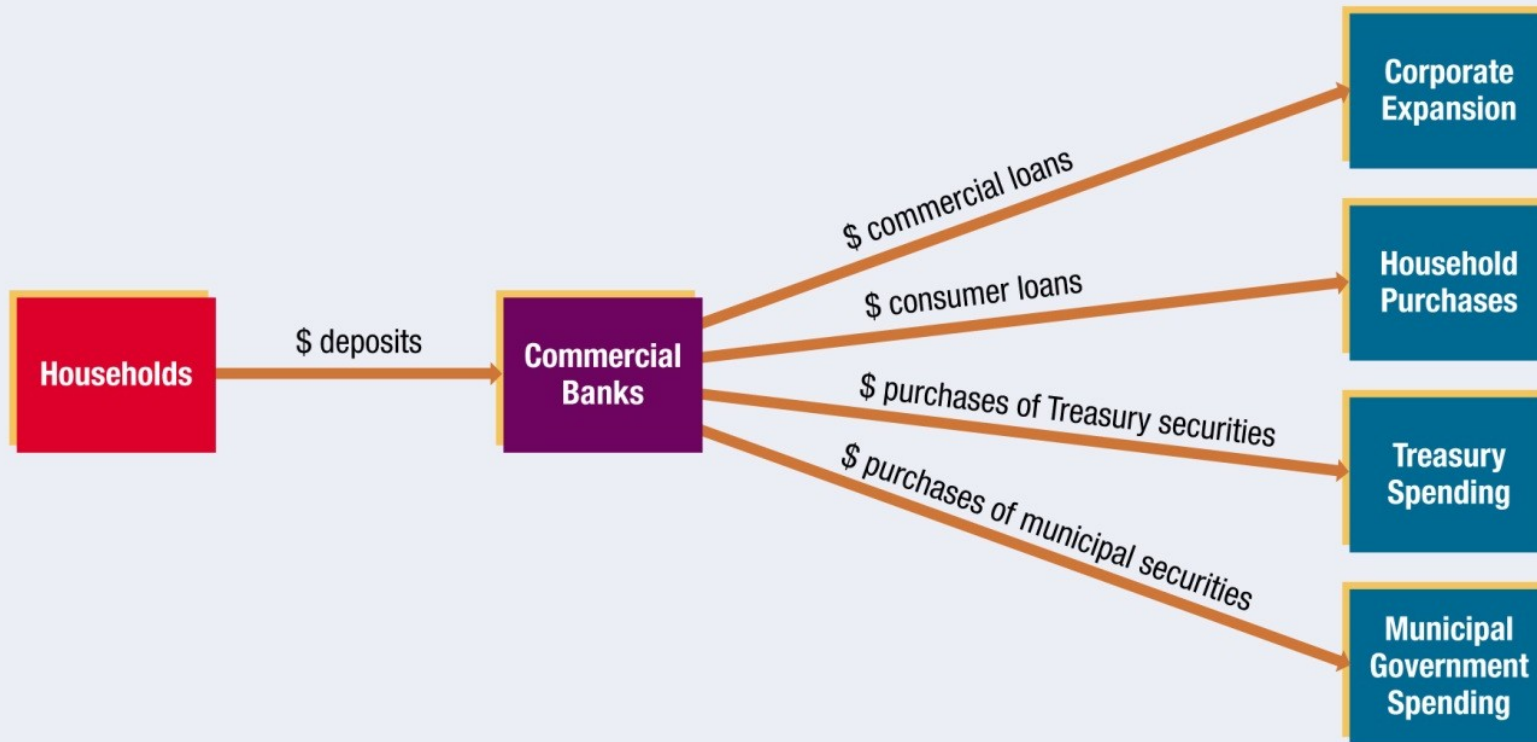 Corporate
Expansion
$ commercial loans
Household
Purchases
$ consumer loans
$ deposits
Households
Commercial
Banks
$ purchases of Treasury securities
Treasury
Spending
$ purchases of municipal securities
Municipal
Government
Spending